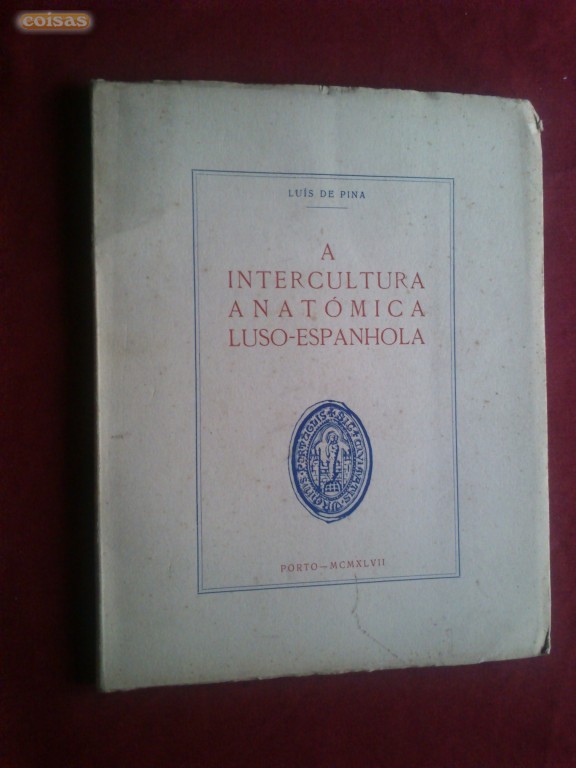 coisas
LUÍS DE PINA
A
INTERCULTURA
ANATÓMICA
LUSO-ESPANHOLA
PORTO—MCMXLVII